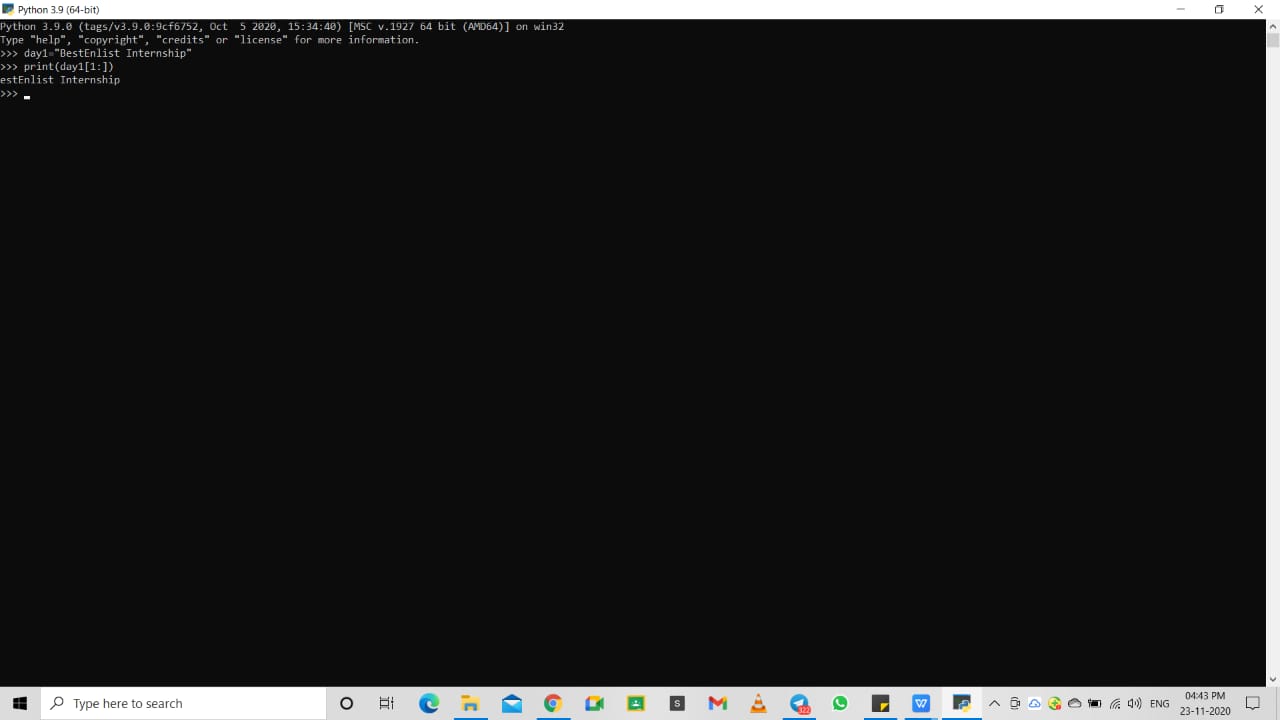 Python 3.9 (64-bit)
Python 3.9.0 (tags/v3.9.0:9cf6752, Oct  5 2020, 15:34:40) [MSC v.1927 64 bit (AMD64)] on win32
Type "help", "copyright", "credits" or "license" for more information.
>>> day1="BestEnlist Internship"
>>> print(day1[1:])
estEnlist Internship
>>>
Type here to search
S
322
W
ENG
04:43 PM
23-11-2020